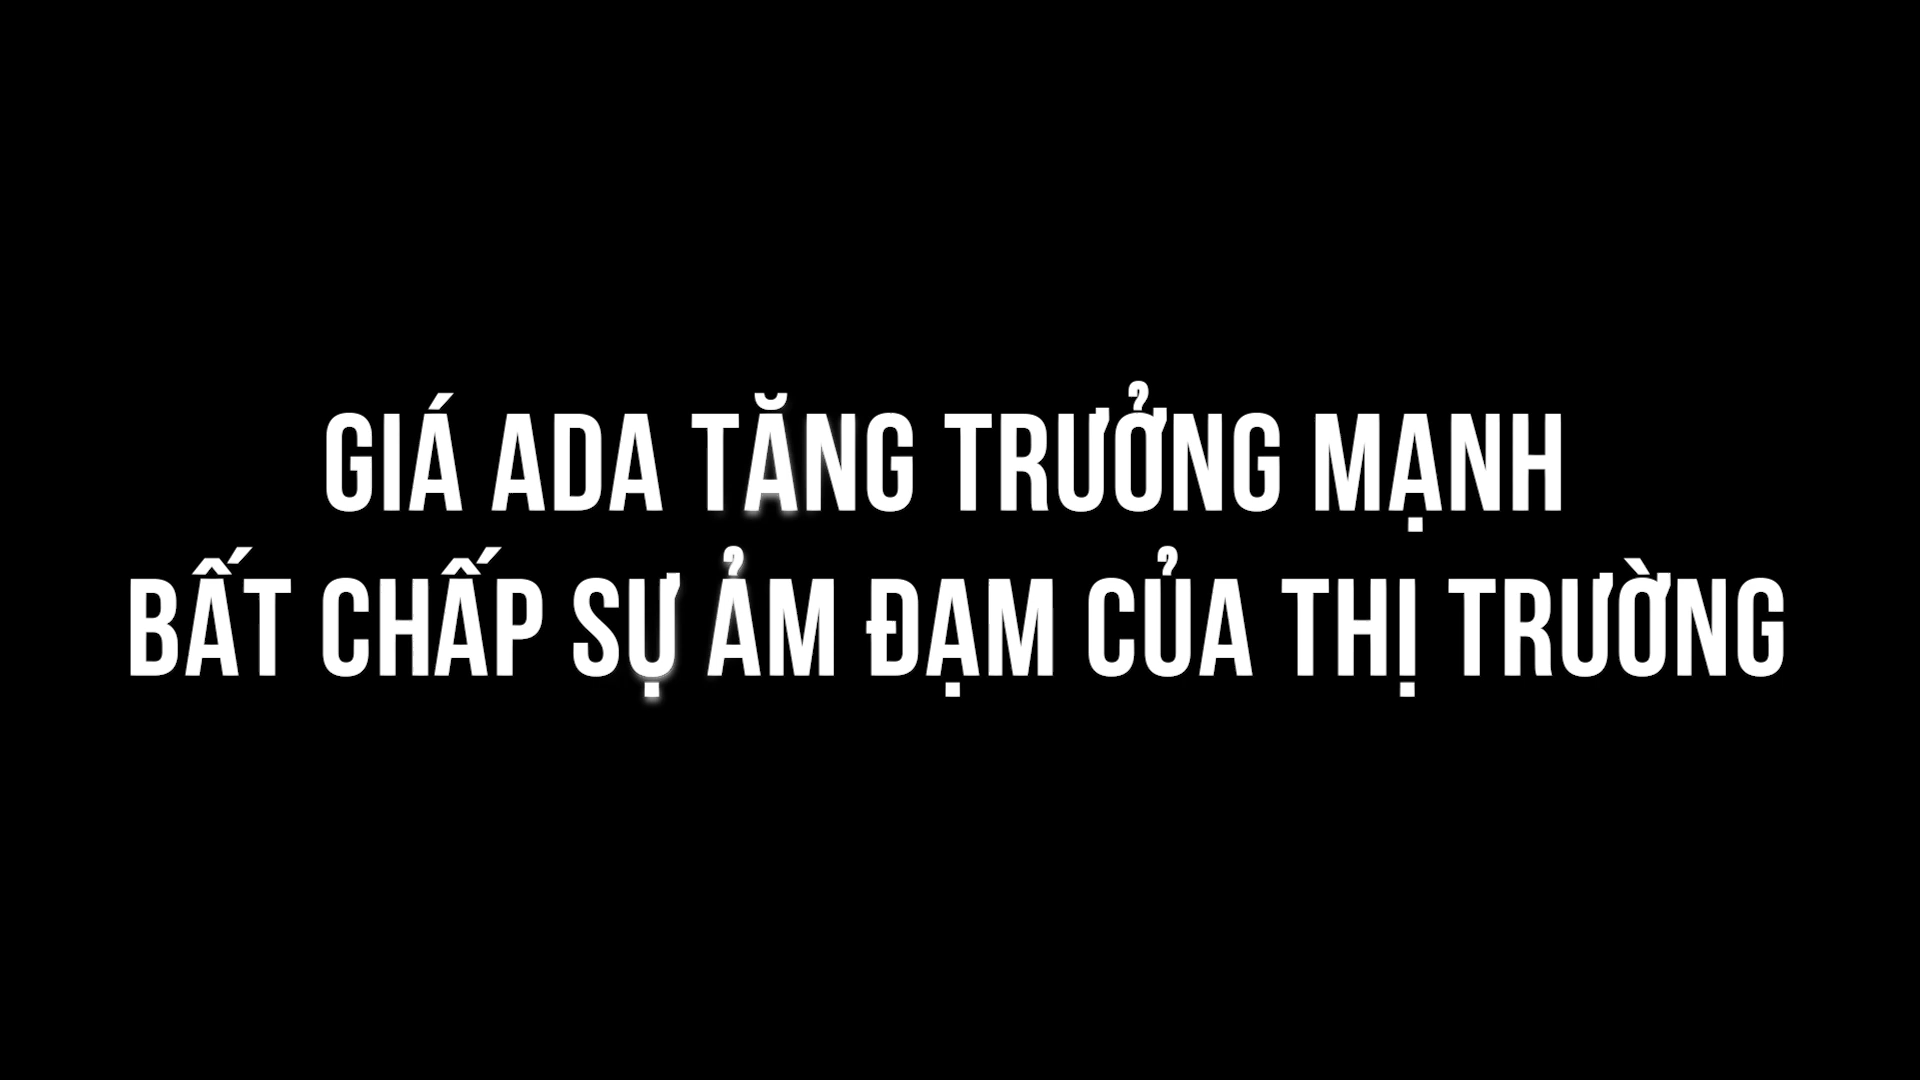 GIÁ ADA TĂNG TRƯỞNG MẠNH
BẤT CHẤP SỰ ẢM ĐẠM CỦA THỊ TRƯỜNG